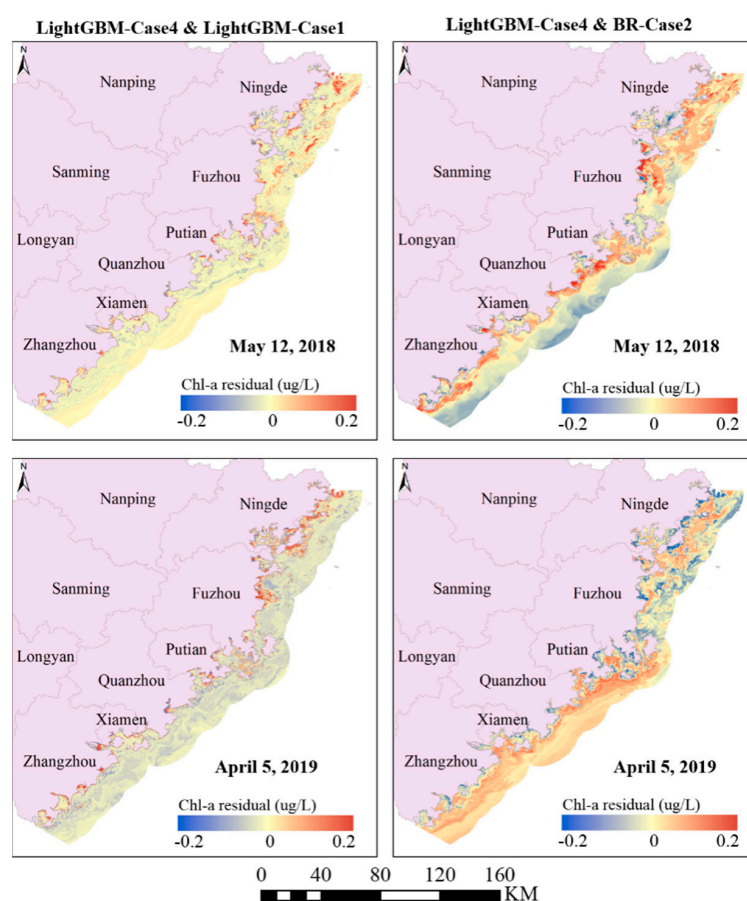 LightGBM-Case4 & LightGBM-Case1
LightGBM-Case4 & BR-Case2
N
Nanping
Ningde
Sanming
Fuzhou
Longyan
Putian
Quanzhou
Xiamen
Zhangzhou
May 12, 2018
Chl-a residual (ug/L)
-0.2 0 0.2
N
Nanping
Ningde
Sanming
Fuzhou
Longyan
Putian
Quanzhou
Xiamen
Zhangzhou
May 12, 2018
Chl-a residual (ug/L)
-0.2 0 0.2
N
Nanping
Ningde
Sanming
Fuzhou
Longyan
Putian
Quanzhou
Xiamen
Zhangzhou
April 5, 2019
Chl-a residual (ug/L)
-0.2 0 0.2
N
Nanping
Ningde
Sanming
Fuzhou
Longyan
Putian
Quanzhou
Xiamen
Zhangzhou
April 5, 2019
Chl-a residual (ug/L)
-0.2 0 0.2
0 40 80 120 160
KM